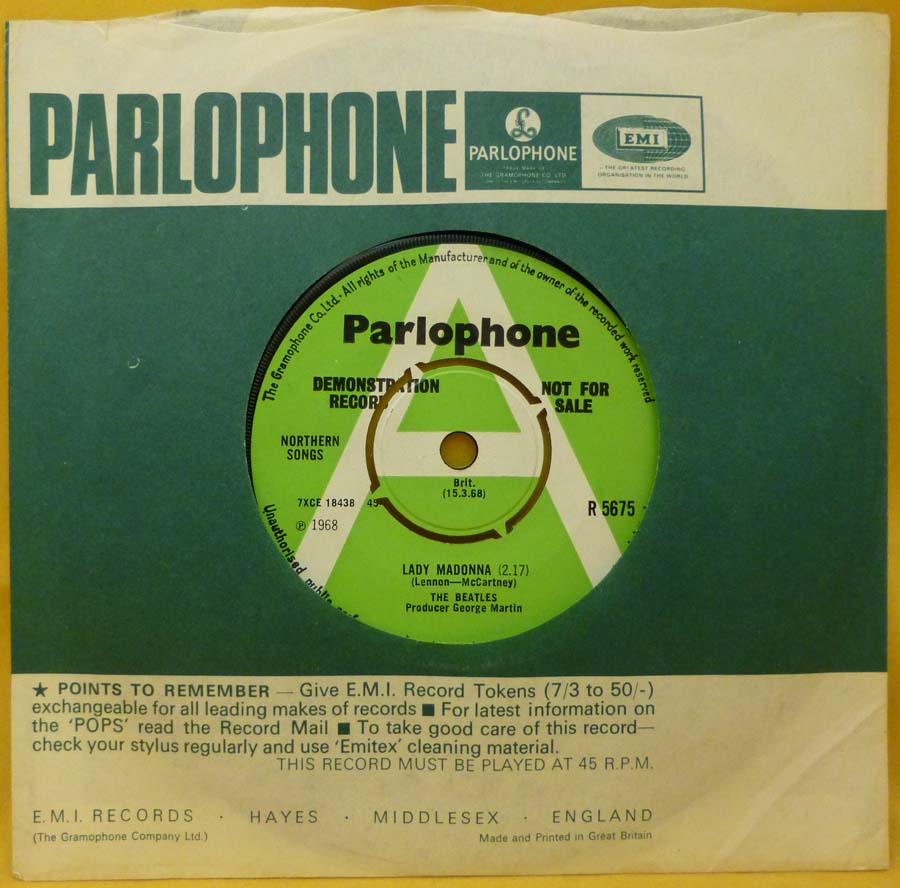 PARLOPHONE
£
PARLOPHONE
TRADE MARK OF
THE GRAMOPHONE CO. LTD.
EMI
THE GREATEST RECORDING
ORGANISATION IN THE WORLD
The Gramophone Co. Ltd. · All rights of the Manufacturer and of the owner of the recorded work reserved
Parlophone
DEMONSTRATION
RECORD
NOT FOR
SALE
A
NORTHERN
SONGS
Brit.
(15.3.68)
7XCE 18438 45
R 5675
℗ 1968
Unauthorised
LADY MADONNA (2.17)
(Lennon—McCartney)
THE BEATLES
Producer George Martin
★ POINTS TO REMEMBER — Give E.M.I. Record Tokens (7/3 to 50/-)
exchangeable for all leading makes of records ■ For latest information on
the ‘POPS’ read the Record Mail ■ To take good care of this record—
check your stylus regularly and use ‘Emitex’ cleaning material.
THIS RECORD MUST BE PLAYED AT 45 R.P.M.
E.M.I. RECORDS · HAYES · MIDDLESEX · ENGLAND
(The Gramophone Company Ltd.)
Made and Printed in Great Britain